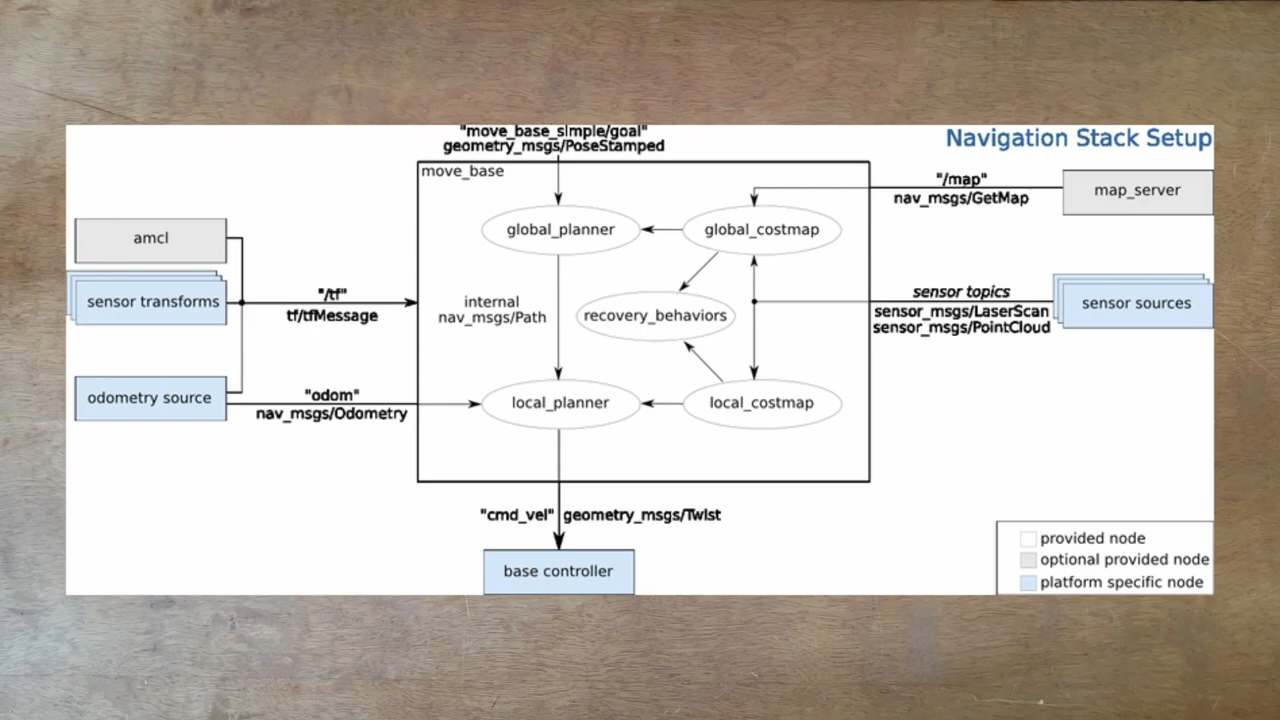 Navigation Stack Setup
"move_base_simple/goal"
geometry_msgs/PoseStamped
move_base
"/map"
nav_msgs/GetMap
map_server
amcl
global_planner
global_costmap
sensor transforms
"/tf"
tf/tfMessage
internal
nav_msgs/Path
recovery_behaviors
sensor topics
sensor_msgs/LaserScan
sensor_msgs/PointCloud
sensor sources
odometry source
"odom"
nav_msgs/Odometry
local_planner
local_costmap
"cmd_vel" geometry_msgs/Twist
base controller
provided node
optional provided node
platform specific node